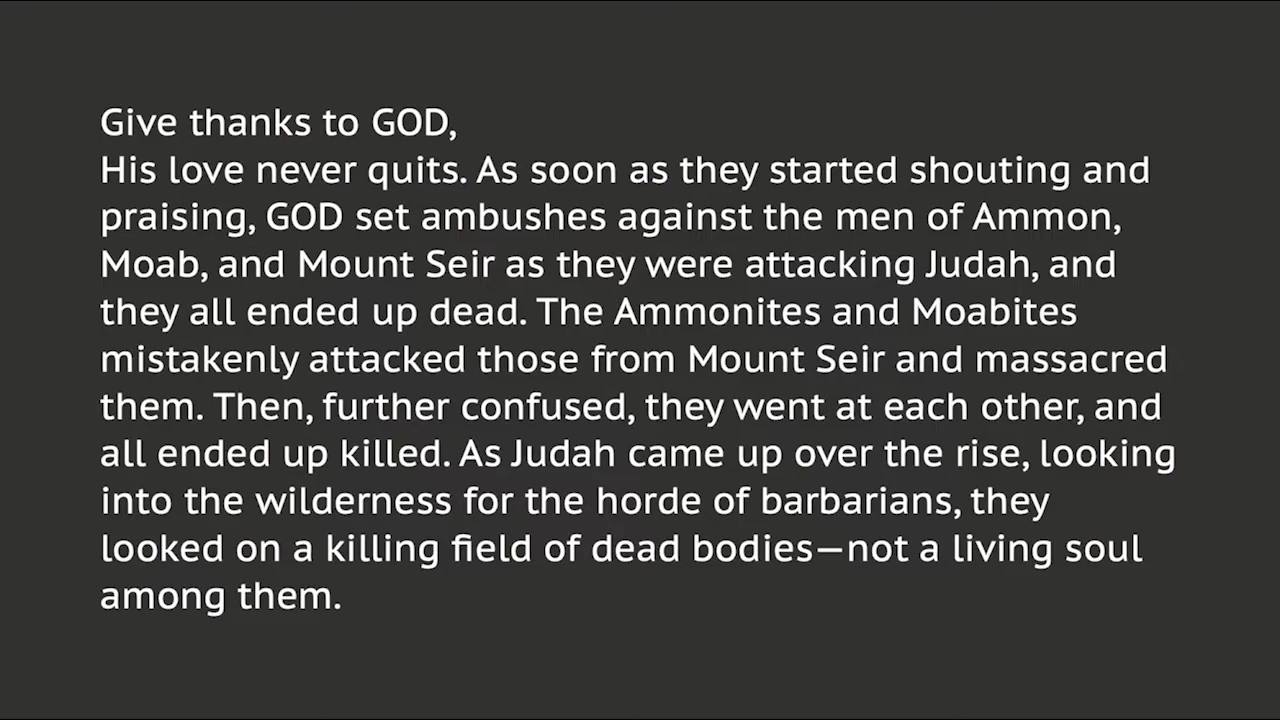 Give thanks to GOD,
His love never quits. As soon as they started shouting and
praising, GOD set ambushes against the men of Ammon,
Moab, and Mount Seir as they were attacking Judah, and
they all ended up dead. The Ammonites and Moabites
mistakenly attacked those from Mount Seir and massacred
them. Then, further confused, they went at each other, and
all ended up killed. As Judah came up over the rise, looking
into the wilderness for the horde of barbarians, they
looked on a killing field of dead bodies—not a living soul
among them.